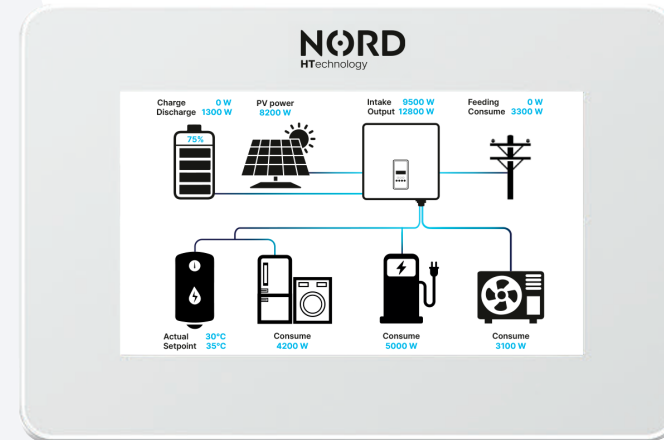 NORD
HTechnology
Charge 0 W
Discharge 1300 W
PV power
8200 W
Intake 9500 W
Output 12800 W
Feeding 0 W
Consume 3300 W
75%
Actual 30°C
Setpoint 35°C
Consume
4200 W
Consume
5000 W
Consume
3100 W